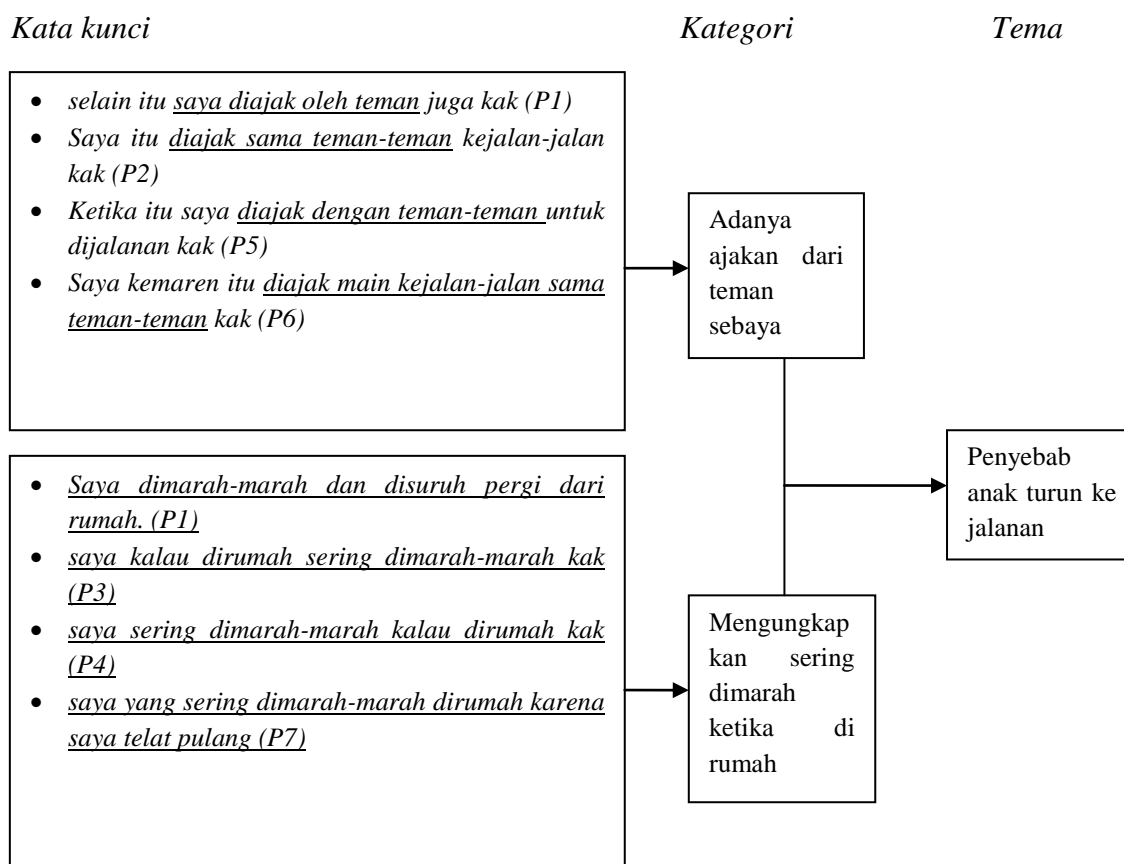 Kata kunci
Kategori
Tema
• selain itu saya diajak oleh teman juga kak (P1)
• Saya itu diajak sama teman-teman kejalan-jalan
kak (P2)
• Ketika itu saya diajak dengan teman-teman untuk
dijalanan kak (P5)
• Saya kemaren itu diajak main kejalan-jalan sama
teman-teman kak (P6)
Adanya
ajakan dari
teman
sebaya
• Saya dimarah-marah dan disuruh pergi dari
rumah. (P1)
• saya kalau dirumah sering dimarah-marah kak
(P3)
• saya sering dimarah-marah kalau dirumah kak
(P4)
• saya yang sering dimarah-marah dirumah karena
saya telat pulang (P7)
Mengungkap
kan sering
dimarah
ketika di
rumah
Penyebab
anak turun ke
jalanan